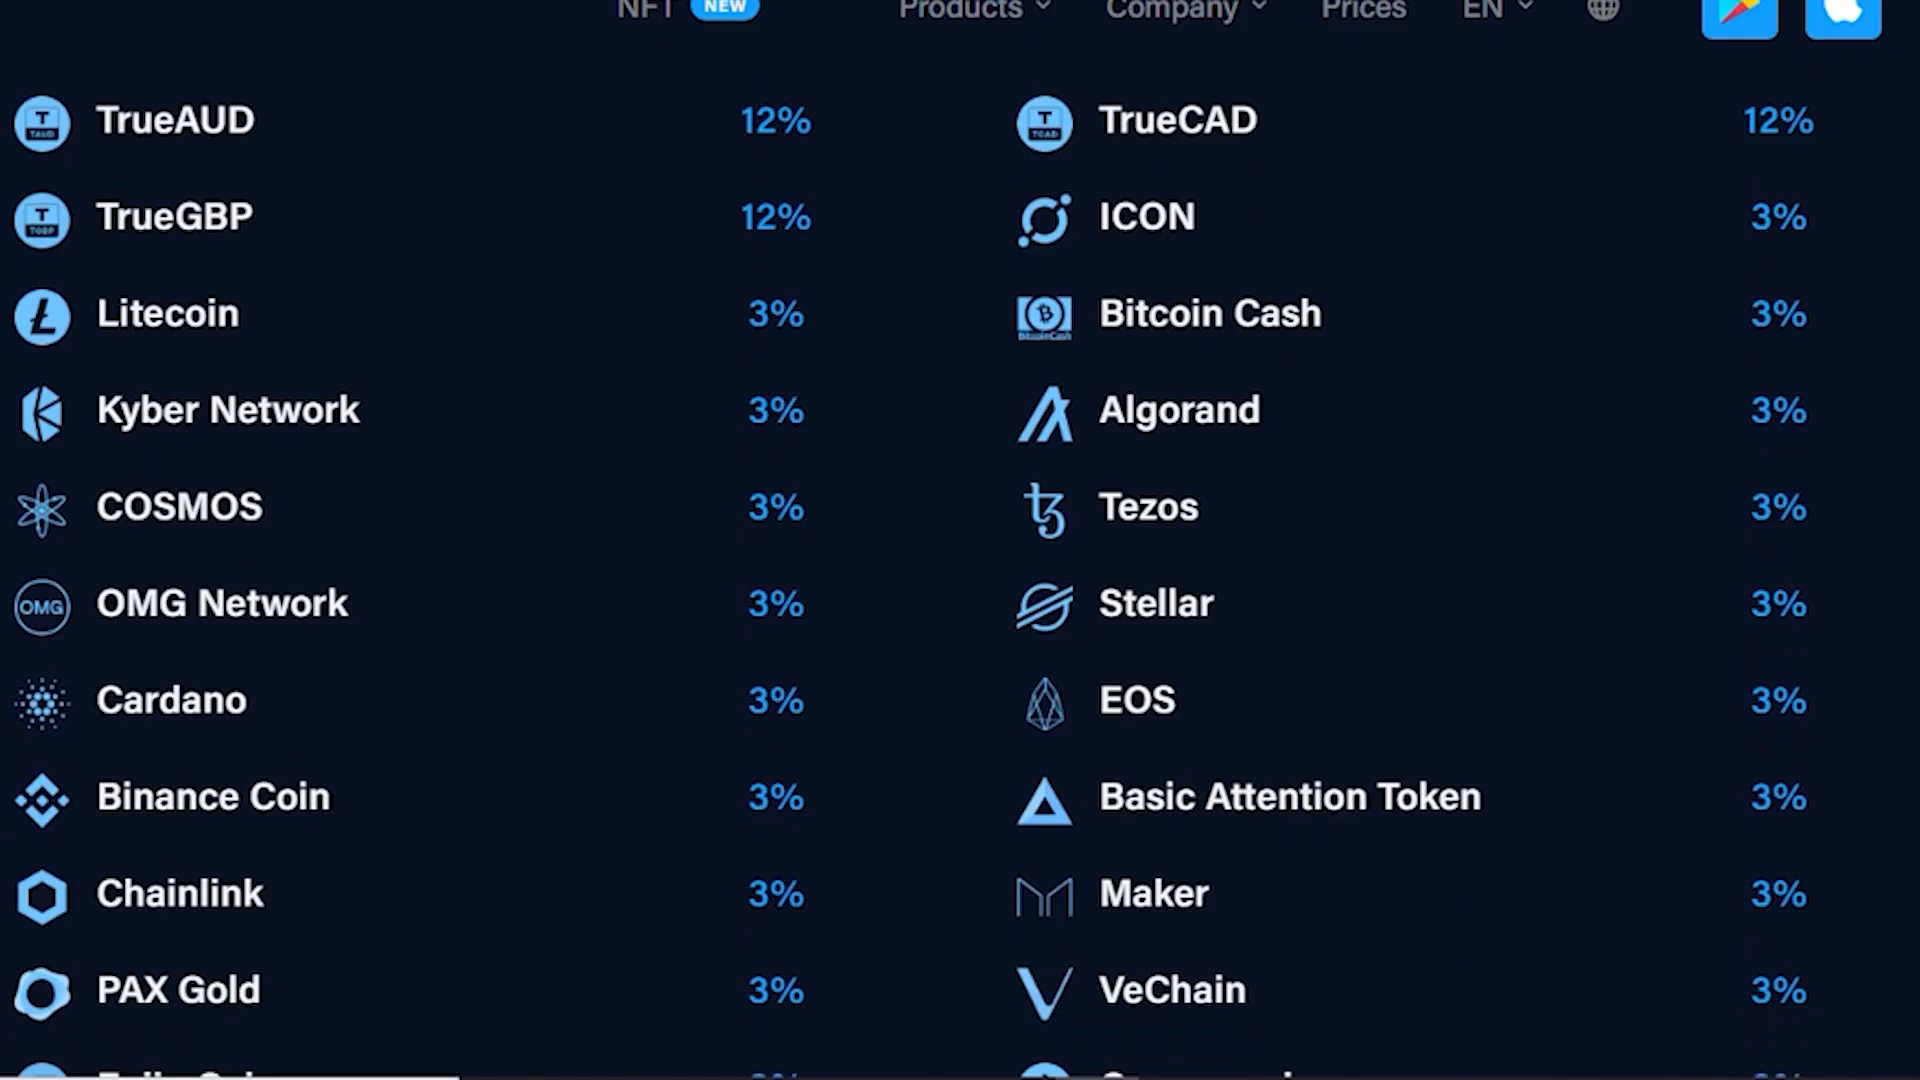 NFT NEW Products Company Prices EN
TrueAUD 12% TrueCAD 12%
TrueGBP 12% ICON 3%
Litecoin 3% Bitcoin Cash 3%
Kyber Network 3% Algorand 3%
COSMOS 3% Tezos 3%
OMG OMG Network 3% Stellar 3%
Cardano 3% EOS 3%
Binance Coin 3% Basic Attention Token 3%
Chainlink 3% Maker 3%
PAX Gold 3% VeChain 3%